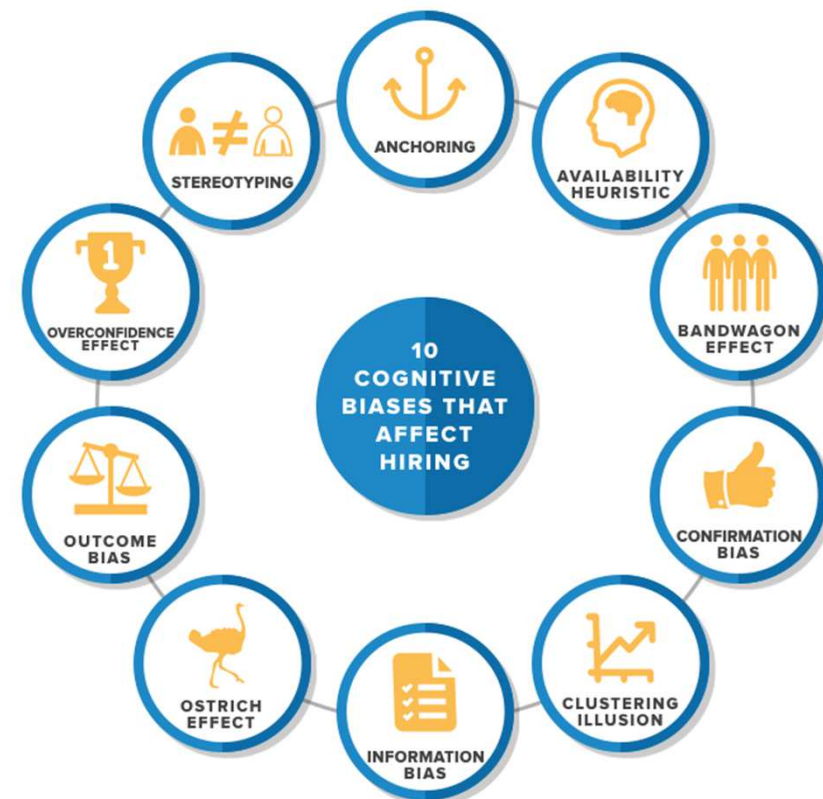 ANCHORING
AVAILABILITY
HEURISTIC
BANDWAGON
EFFECT
CONFIRMATION
BIAS
CLUSTERING
ILLUSION
INFORMATION
BIAS
OSTRICH
EFFECT
OUTCOME
BIAS
1
OVERCONFIDENCE
EFFECT
STEREOTYPING
10
COGNITIVE
BIASES THAT
AFFECT
HIRING